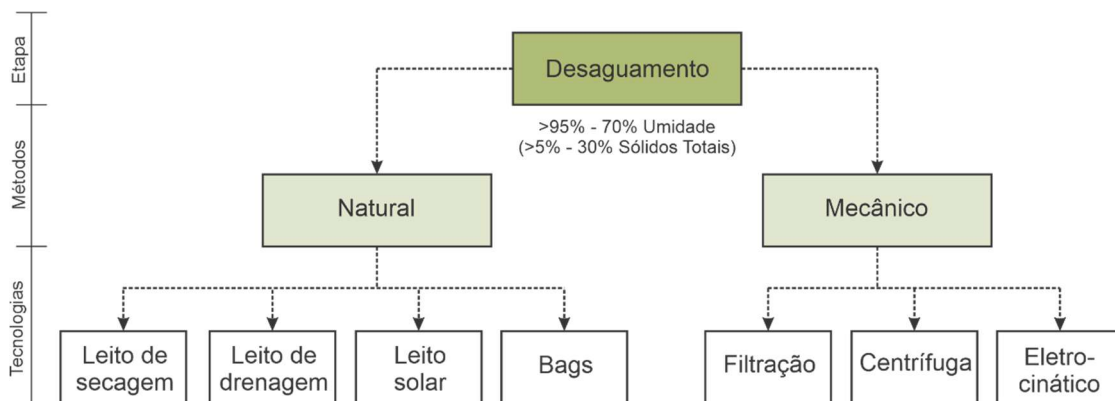 Etapa
Desaguamento
>95% - 70% Umidade
(>5% - 30% Sólidos Totais)
Métodos
Natural
Mecânico
Tecnologias
Leito de
secagem
Leito de
drenagem
Leito
solar
Bags
Filtração
Centrífuga
Eletro-
cinático